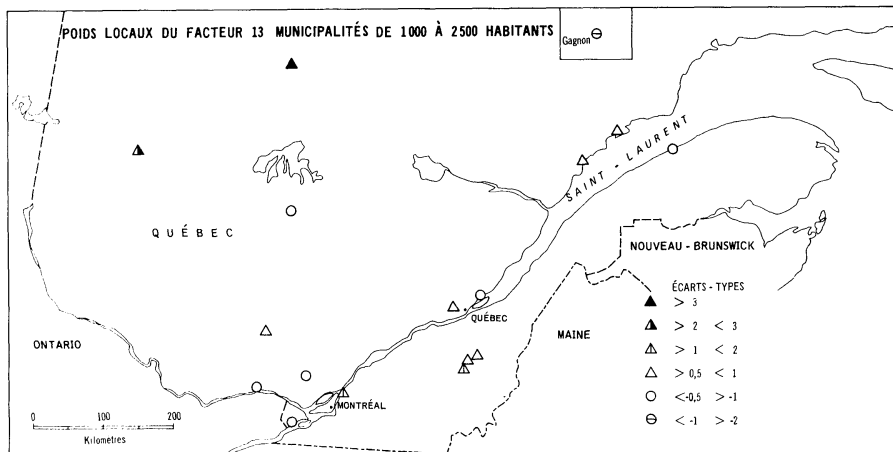 POIDS LOCAUX DU FACTEUR 13 MUNICIPALITÉS DE 1000 À 2500 HABITANTS
Gagnon
SAINT - LAURENT
QUÉBEC
NOUVEAU - BRUNSWICK
ÉCARTS - TYPES
> 3
> 2 < 3
> 1 < 2
> 0,5 < 1
<-0,5 >-1
< -1 >-2
QUÉBEC
MAINE
ONTARIO
MONTRÉAL
0 100 200
Kilometres